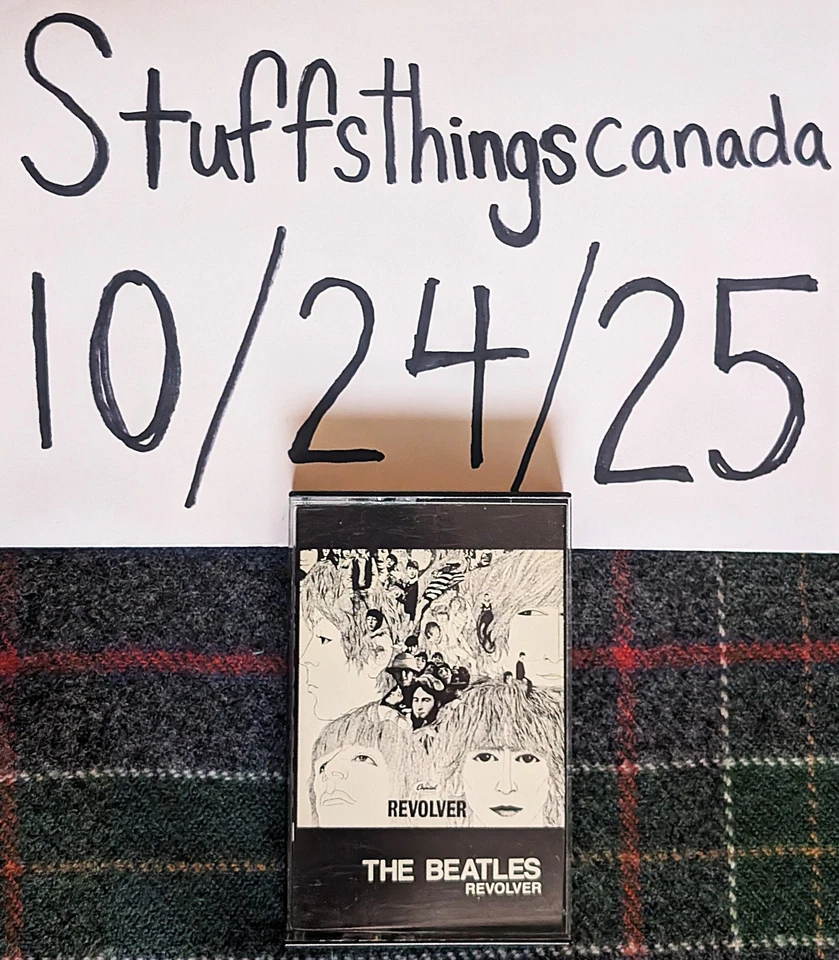 Stuffsthingscanada
10/24/25
Capitol
REVOLVER
THE BEATLES
REVOLVER